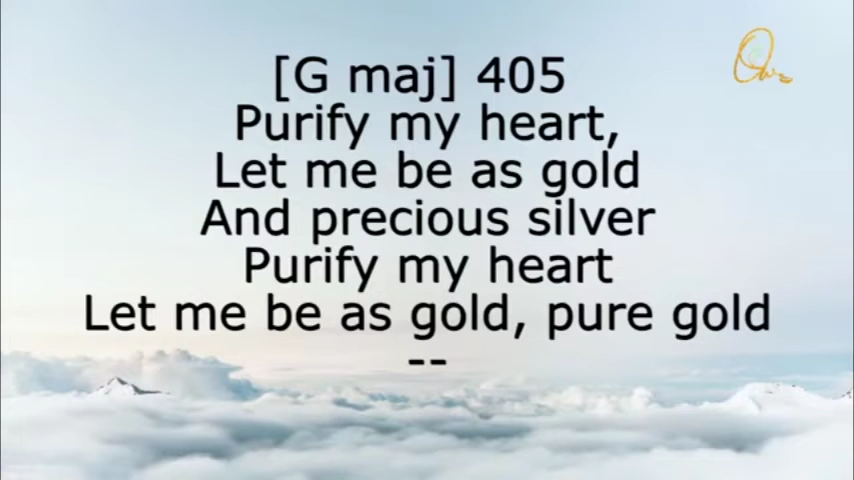 [G maj] 405
Purify my heart,
Let me be as gold
And precious silver
Purify my heart
Let me be as gold, pure gold
--